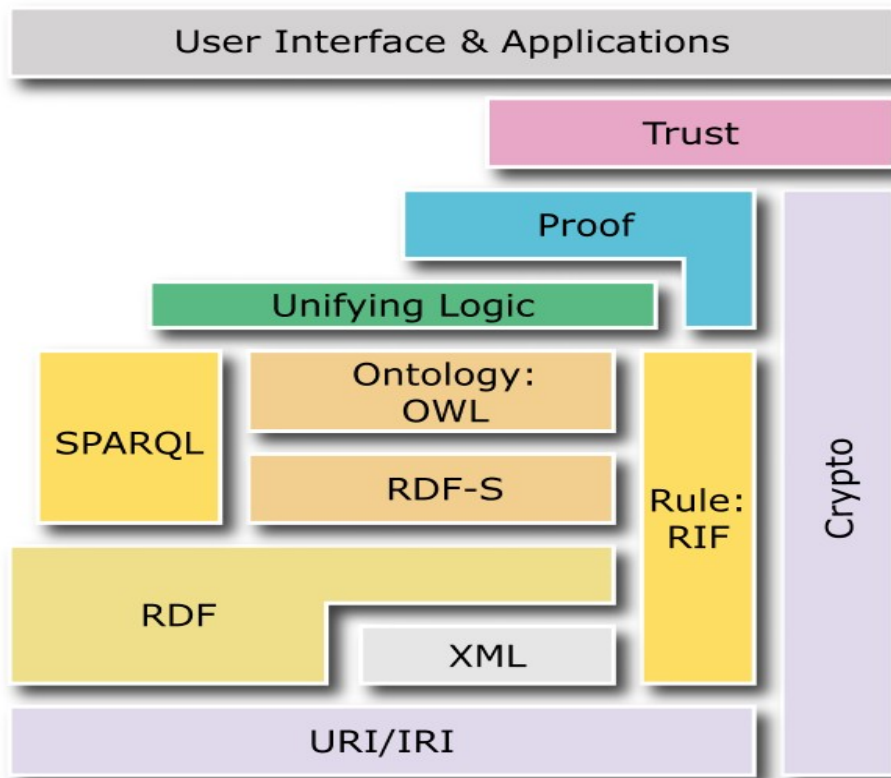 User Interface & Applications
Trust
Proof
Unifying Logic
Ontology:
OWL
SPARQL
RDF-S
Rule:
RIF
Crypto
RDF
XML
URI/IRI